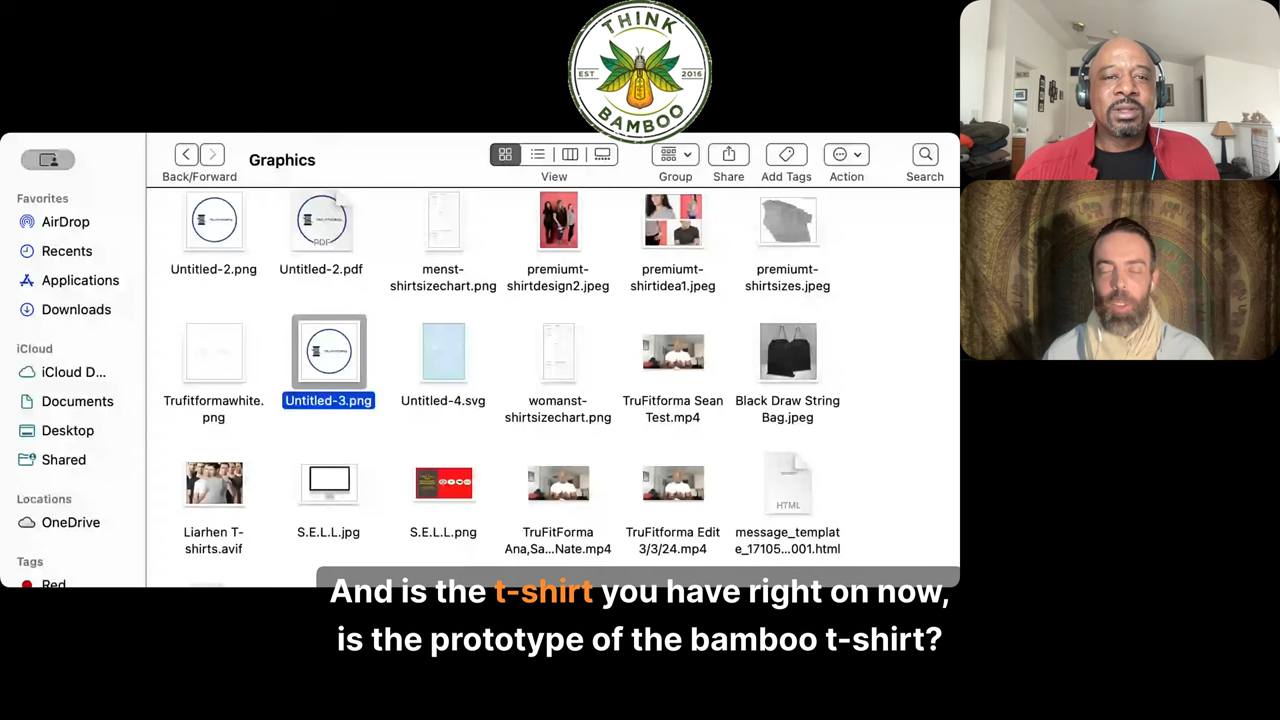 THINK
EST
2016
BAMBOO
Graphics
Back/Forward
View
Group
Share
Add Tags
Action
Search
Favorites
AirDrop
Recents
Applications
Downloads
iCloud
iCloud D...
Documents
Desktop
Shared
Locations
OneDrive
Tags
Red
PDF
Untitled-2.png
Untitled-2.pdf
menst-
shirtsizechart.png
premiumt-
shirtdesign2.jpeg
premiumt-
shirtidea1.jpeg
premiumt-
shirtsizes.jpeg
Trufitformawhite.
png
Untitled-3.png
Untitled-4.svg
womanst-
shirtsizechart.png
TruFitforma Sean
Test.mp4
Black Draw String
Bag.jpeg
HTML
Liarhen T-
shirts.avif
S.E.L.L.jpg
S.E.L.L.png
TruFitForma
Ana,Sa...Nate.mp4
TruFitforma Edit
3/3/24.mp4
message_templat
e_17105...001.html
And is the t-shirt you have right on now,
is the prototype of the bamboo t-shirt?